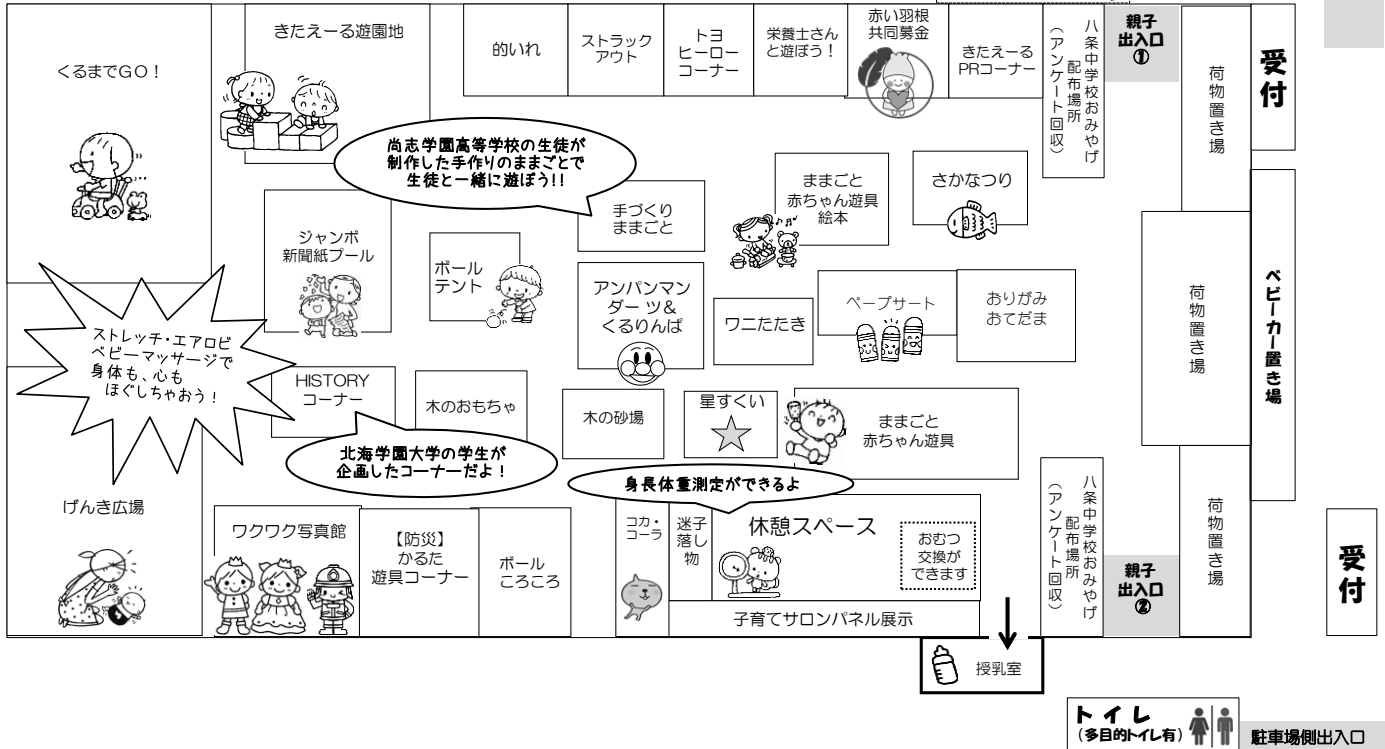 くるまでGO！
きたえーる遊園地
的いれ
ストラック
アウト
トヨ
ヒーロー
コーナー
栄養士さん
と遊ぼう！
赤い羽根
共同募金
きたえーる
PRコーナー
八条中学校おみやげ
配布場所
（アンケート回収）
親子
出入口
①
荷物置き場
受付
尚志学園高等学校の生徒が
制作した手作りのままごとで
生徒と一緒に遊ぼう!!
手づくり
ままごと
ままごと
赤ちゃん遊具
絵本
さかなつり
ジャンボ
新聞紙プール
ボール
テント
アンパンマン
ダーツ＆
くるりんぱ
ワニたたき
ペープサート
おりがみ
おてだま
荷物置き場
ベビーカー置き場
ストレッチ・エアロビ
ベビーマッサージで
身体も、心も
ほぐしちゃおう！
HISTORY
コーナー
木のおもちゃ
木の砂場
星すくい
ままごと
赤ちゃん遊具
北海学園大学の学生が
企画したコーナーだよ！
身長体重測定ができるよ
げんき広場
ワクワク写真館
【防災】
かるた
遊具コーナー
ボール
ころころ
コカ・
コーラ
迷子
落し
物
休憩スペース
おむつ
交換が
できます
子育てサロンパネル展示
八条中学校おみやげ
配布場所
（アンケート回収）
親子
出入口
②
荷物置き場
受付
授乳室
トイレ
（多目的トイレ有）
駐車場側出入口